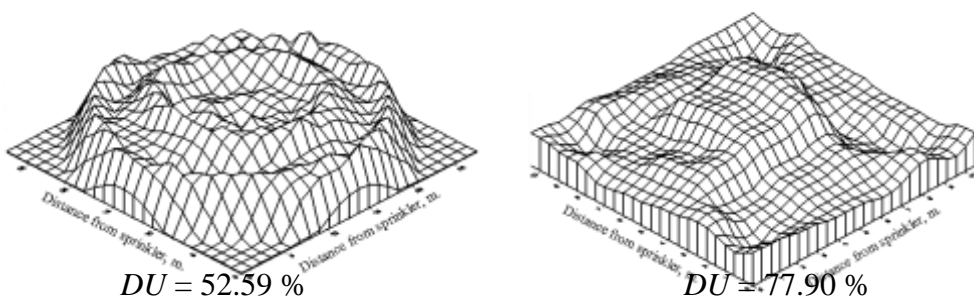 Distance from sprinkler, m.
Distance from sprinkler, m.
DU = 52.59 %
Distance from sprinkler,
Distance from sprinkler, m.
DU = 77.90 %